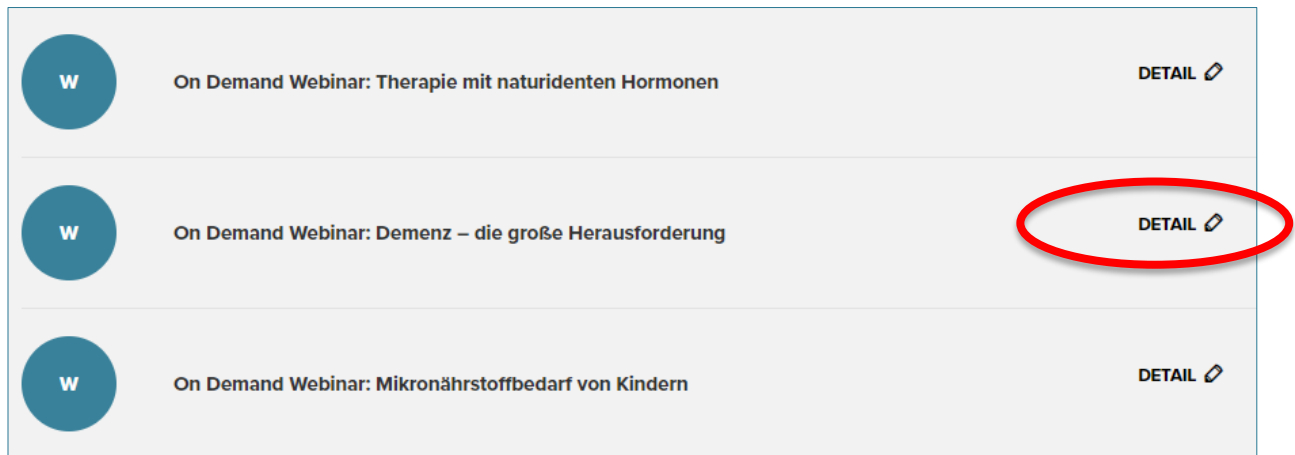 W On Demand Webinar: Therapie mit naturidenten Hormonen DETAIL
W On Demand Webinar: Demenz – die große Herausforderung DETAIL
W On Demand Webinar: Mikronährstoffbedarf von Kindern DETAIL